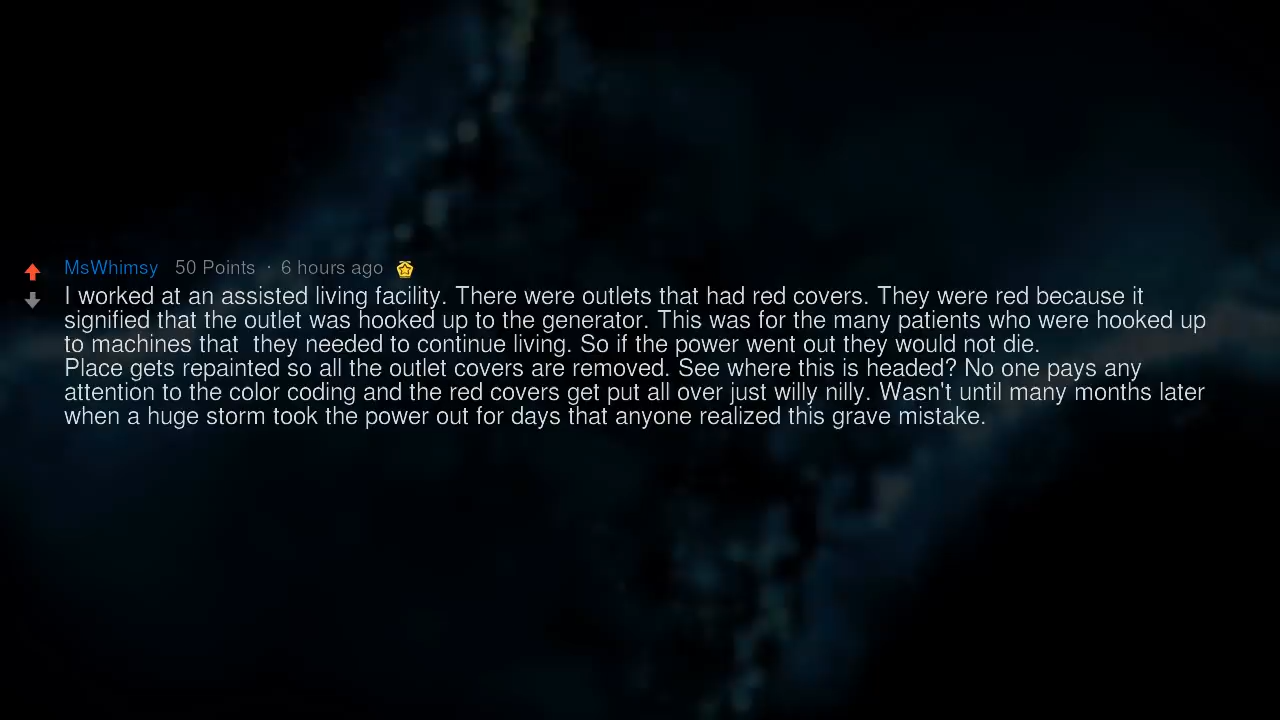 MsWhimsy 50 Points · 6 hours ago
I worked at an assisted living facility. There were outlets that had red covers. They were red because it
signified that the outlet was hooked up to the generator. This was for the many patients who were hooked up
to machines that  they needed to continue living. So if the power went out they would not die.
Place gets repainted so all the outlet covers are removed. See where this is headed? No one pays any
attention to the color coding and the red covers get put all over just willy nilly. Wasn't until many months later
when a huge storm took the power out for days that anyone realized this grave mistake.